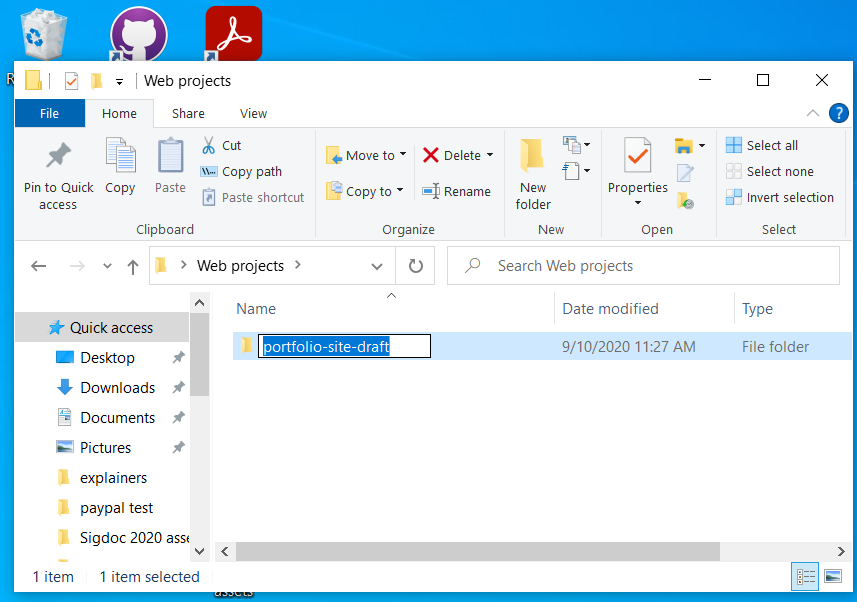 R
Web projects
File
Home
Share
View
?
Pin to Quick access
Copy
Paste
Cut
Copy path
Paste shortcut
Clipboard
Move to
Copy to
Delete
Rename
Organize
New folder
New
Properties
Open
Select all
Select none
Invert selection
Select
Web projects
Search Web projects
Name
Date modified
Type
Quick access
Desktop
Downloads
Documents
Pictures
explainers
paypal test
Sigdoc 2020 asse
portfolio-site-draft
9/10/2020 11:27 AM
File folder
1 item
1 item selected
assets